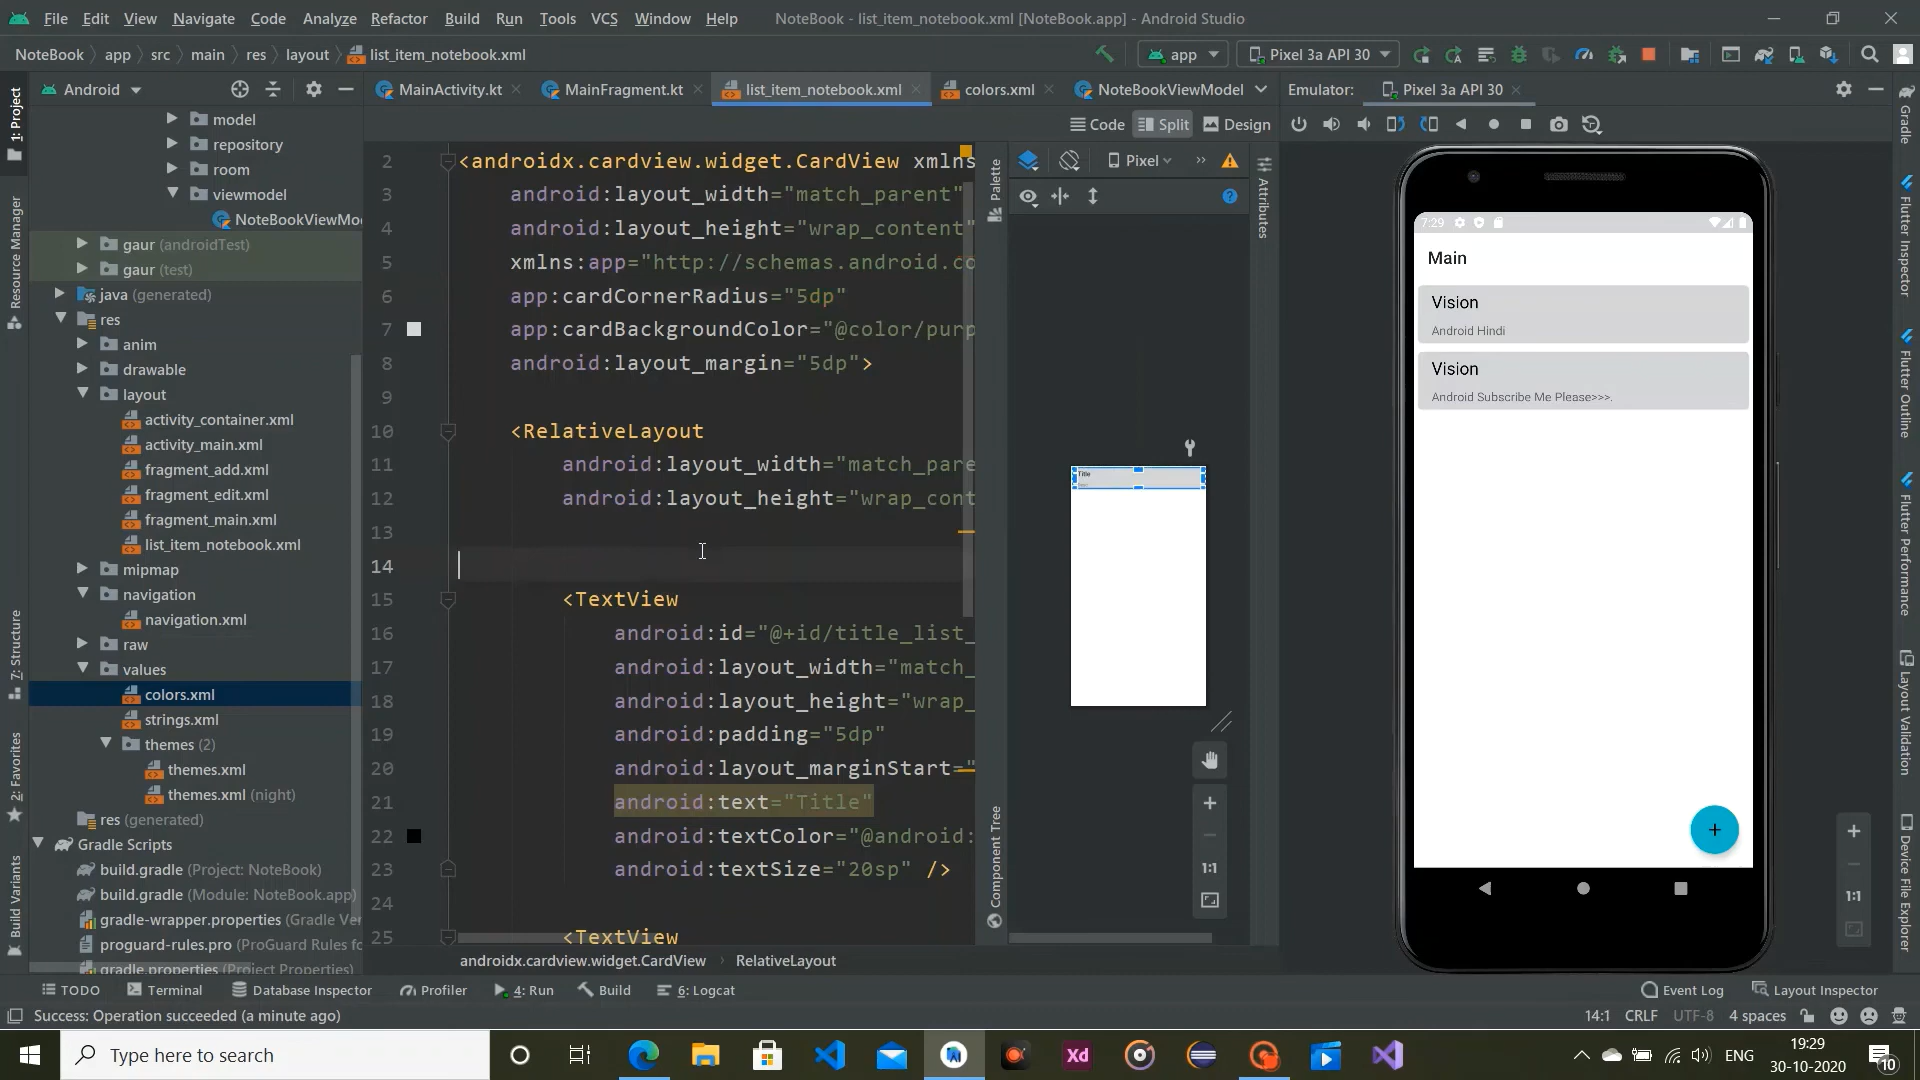 File Edit View Navigate Code Analyze Refactor Build Run Tools VCS Window Help NoteBook - list_item_notebook.xml [NoteBook.app] - Android Studio
NoteBook app src main res layout list_item_notebook.xml app Pixel 3a API 30
Android MainActivity.kt MainFragment.kt list_item_notebook.xml colors.xml NoteBookViewModel Emulator: Pixel 3a API 30
Code Split Design
1: Project
Resource Manager
7: Structure
2: Favorites
Build Variants
model
repository
room
viewmodel
NoteBookViewMo
gaur (androidTest)
gaur (test)
java (generated)
res
anim
drawable
layout
activity_container.xml
activity_main.xml
fragment_add.xml
fragment_edit.xml
fragment_main.xml
list_item_notebook.xml
mipmap
navigation
navigation.xml
raw
values
colors.xml
strings.xml
themes (2)
themes.xml
themes.xml (night)
res (generated)
Gradle Scripts
build.gradle (Project: NoteBook)
build.gradle (Module: NoteBook.app)
gradle-wrapper.properties (Gradle Ver
proguard-rules.pro (ProGuard Rules fo
gradle.properties (Project Properties)
2 <androidx.cardview.widget.CardView xmlns
3 android:layout_width="match_parent"
4 android:layout_height="wrap_content"
5 xmlns:app="http://schemas.android.co
6 app:cardCornerRadius="5dp"
7 app:cardBackgroundColor="@color/purp
8 android:layout_margin="5dp">
9
10 <RelativeLayout
11 android:layout_width="match_pare
12 android:layout_height="wrap_cont
13
14
15 <TextView
16 android:id="@+id/title_list_
17 android:layout_width="match_
18 android:layout_height="wrap_
19 android:padding="5dp"
20 android:layout_marginStart="
21 android:text="Title"
22 android:textColor="@android:
23 android:textSize="20sp" />
24
25 <TextView
androidx.cardview.widget.CardView RelativeLayout
Palette
Component Tree
Pixel
Attributes
Title
1:1
7:29
Main
Vision
Android Hindi
Vision
Android Subscribe Me Please>>>.
+
1:1
Gradle
Flutter Inspector
Flutter Outline
Flutter Performance
Layout Validation
Device File Explorer
TODO Terminal Database Inspector Profiler 4: Run Build 6: Logcat Event Log Layout Inspector
Success: Operation succeeded (a minute ago) 14:1 CRLF UTF-8 4 spaces
Type here to search
Xd
ENG
19:29
30-10-2020
10